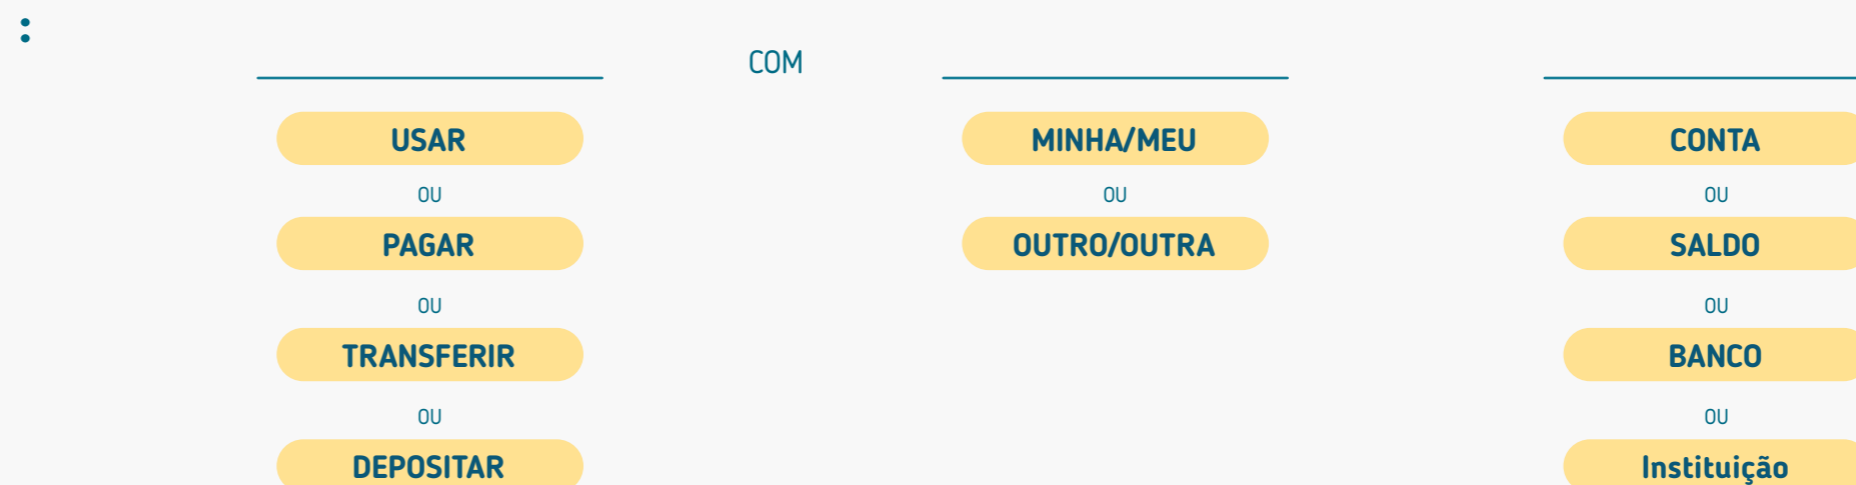 :
COM
USAR MINHA/MEU CONTA
OU OU OU
PAGAR OUTRO/OUTRA SALDO
OU OU
TRANSFERIR BANCO
OU OU
DEPOSITAR Instituição